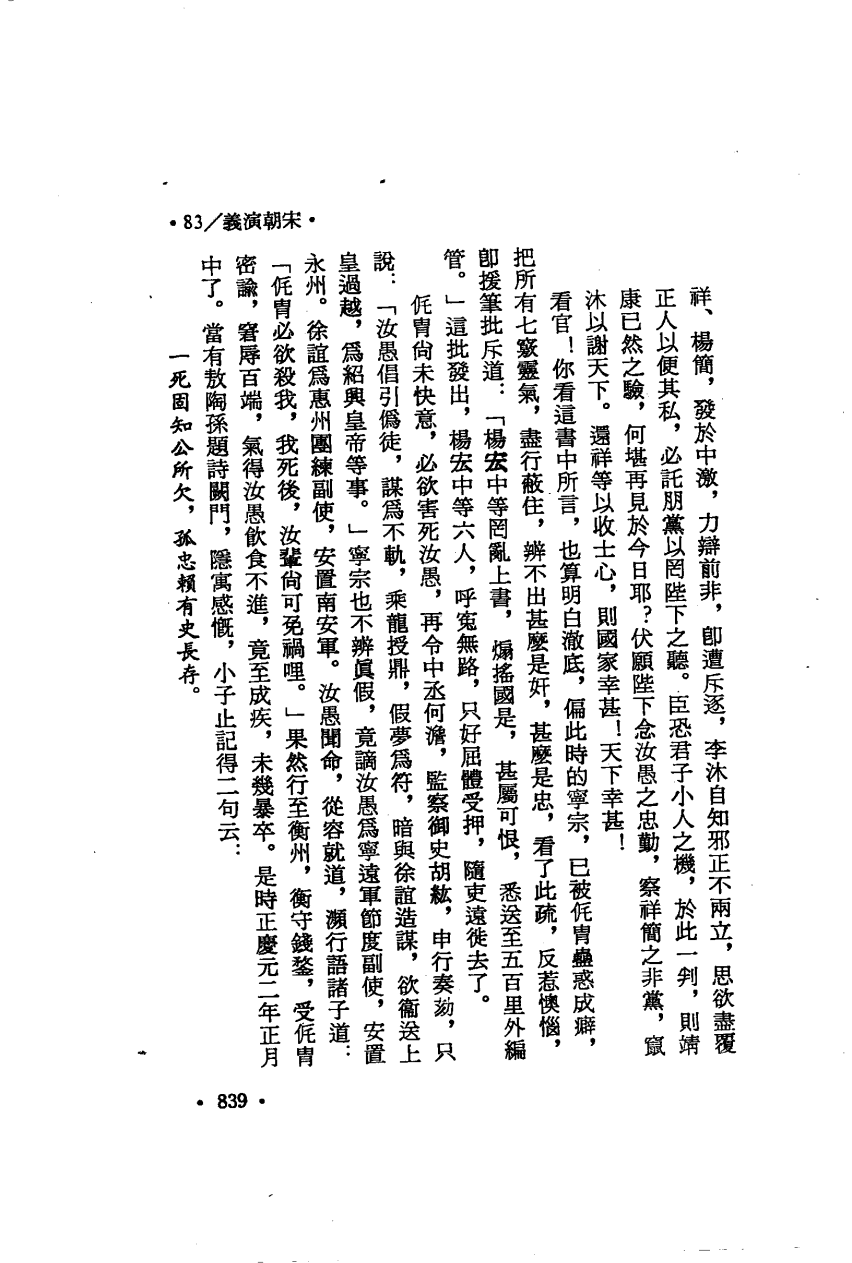 •83/義演朝宋•
祥、楊簡，發於中激，力辯前非，卽遭斥逐，李沐自知邪正不兩立，思欲盡覆
正人以便其私，必託朋黨以罔陛下之聽。臣恐君子小人之機，於此一判，則靖
康已然之驗，何堪再見於今日耶？伏願陛下念汝愚之忠勤，察祥簡之非黨，竄
沐以謝天下。還祥等以收士心，則國家幸甚！天下幸甚！
看官！你看這書中所言，也算明白澈底，偏此時的寧宗，已被侂冑蠱惑成癖，
把所有七竅靈氣，盡行蔽住，辨不出甚麽是奸，甚麽是忠，看了此疏，反惹懊惱，
卽援筆批斥道：「楊宏中等罔亂上書，煽搖國是，甚屬可恨，悉送至五百里外編
管。」這批發出，楊宏中等六人，呼寃無路，只好屈體受押，隨吏遠徙去了。
侂冑尙未快意，必欲害死汝愚，再令中丞何澹，監察御史胡紘，申行奏劾，只
說：「汝愚倡引僞徒，謀爲不軌，乘龍授鼎，假夢爲符，暗與徐誼造謀，欲衞送上
皇過越，爲紹興皇帝等事。」寧宗也不辨眞假，竟謫汝愚爲寧遠軍節度副使，安置
永州。徐誼爲惠州團練副使，安置南安軍。汝愚聞命，從容就道，瀕行語諸子道：
「侂冑必欲殺我，我死後，汝輩尙可免禍哩。」果然行至衡州，衡守錢鍪，受侂冑
密諭，窘辱百端，氣得汝愚飲食不進，竟至成疾，未幾暴卒。是時正慶元二年正月
中了。當有敖陶孫題詩闕門，隱寓感慨，小子止記得二句云：
一死固知公所欠，孤忠賴有史長存。
•839•